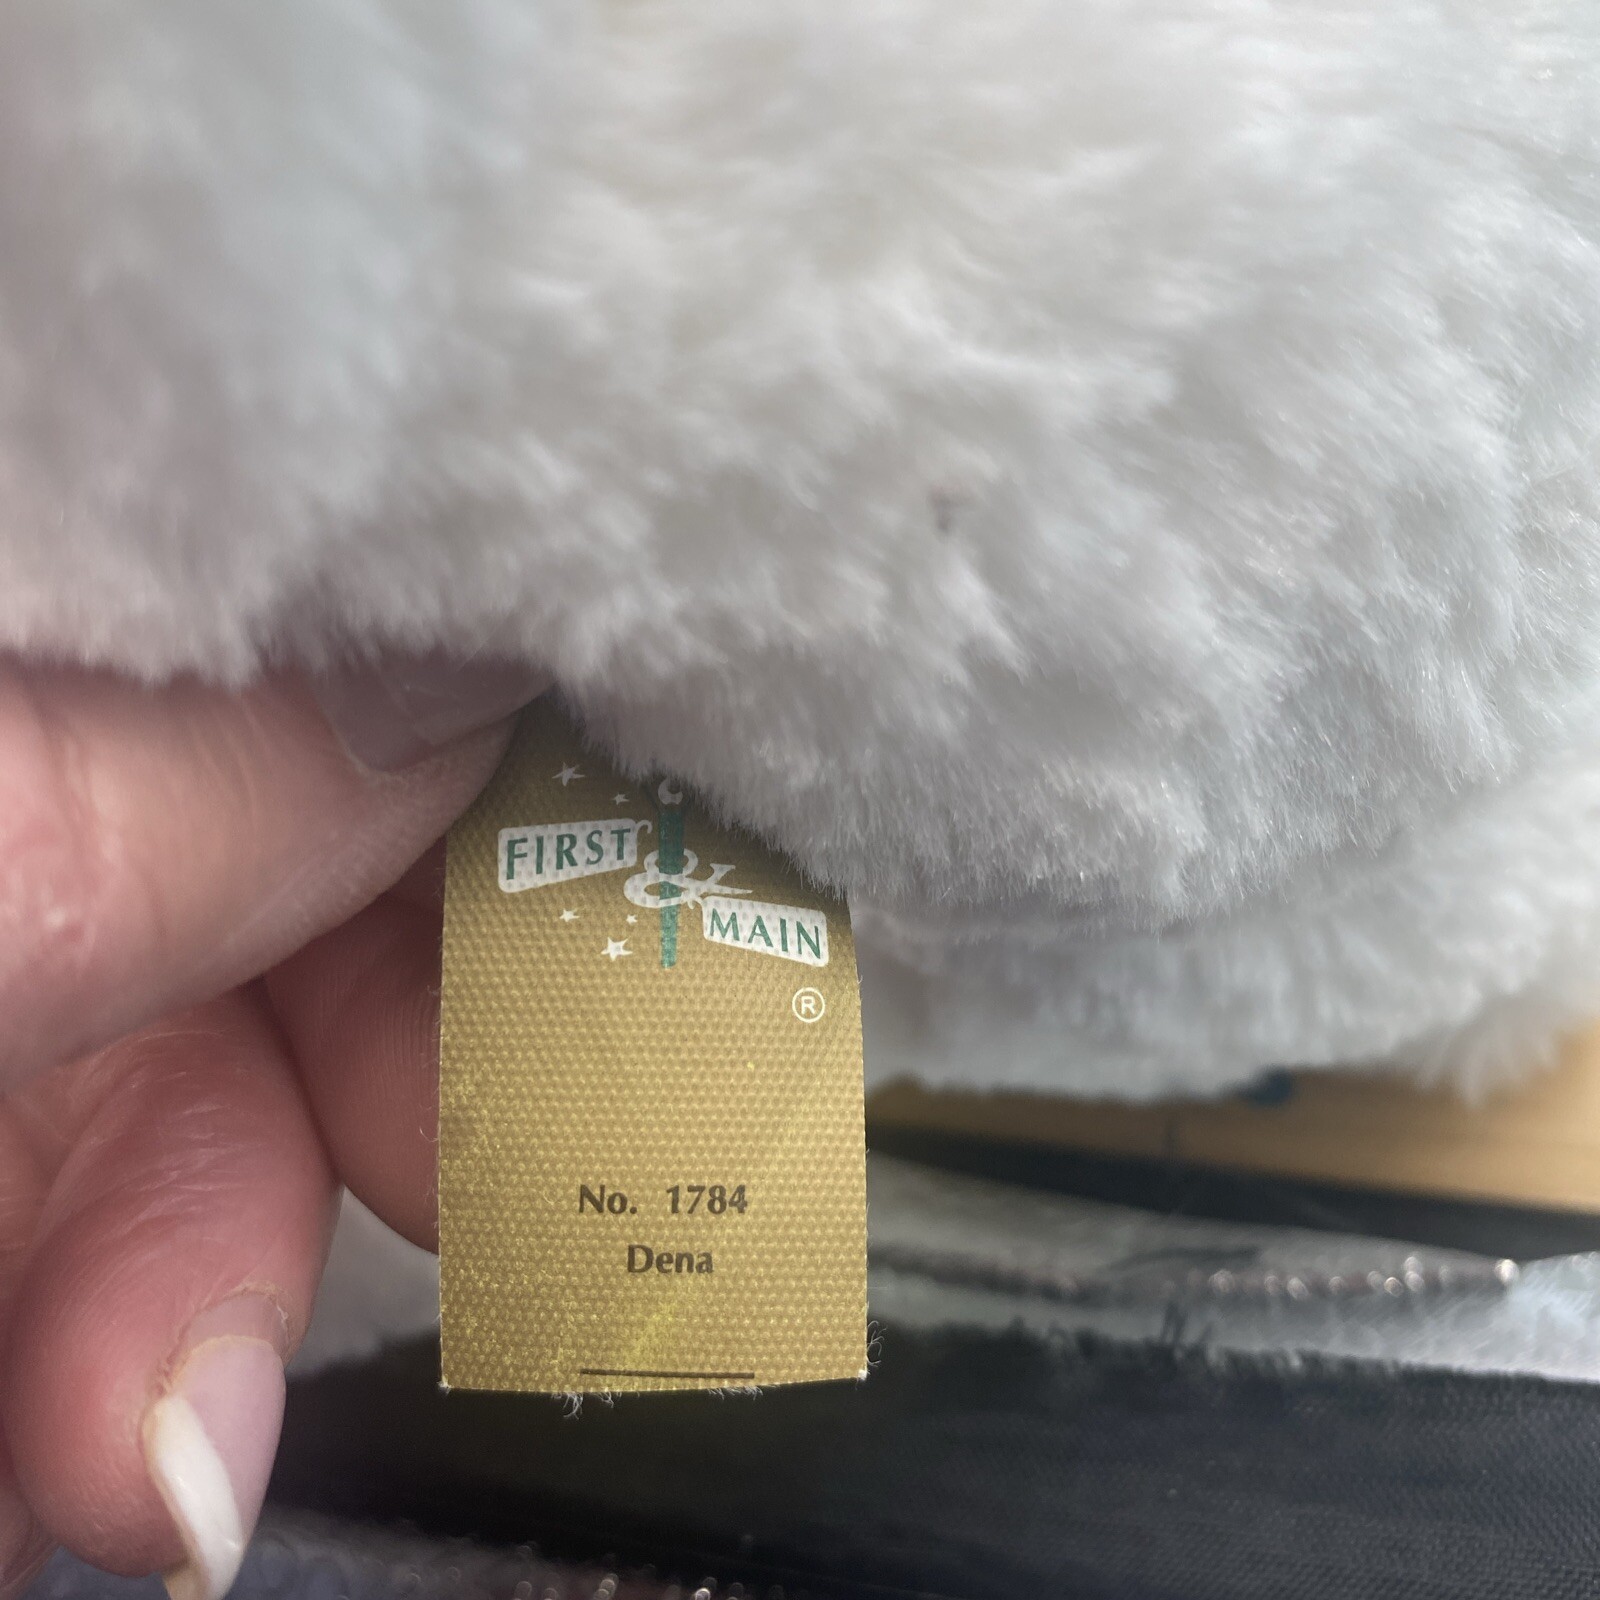 FIRST
&
MAIN
®
No. 1784
Dena